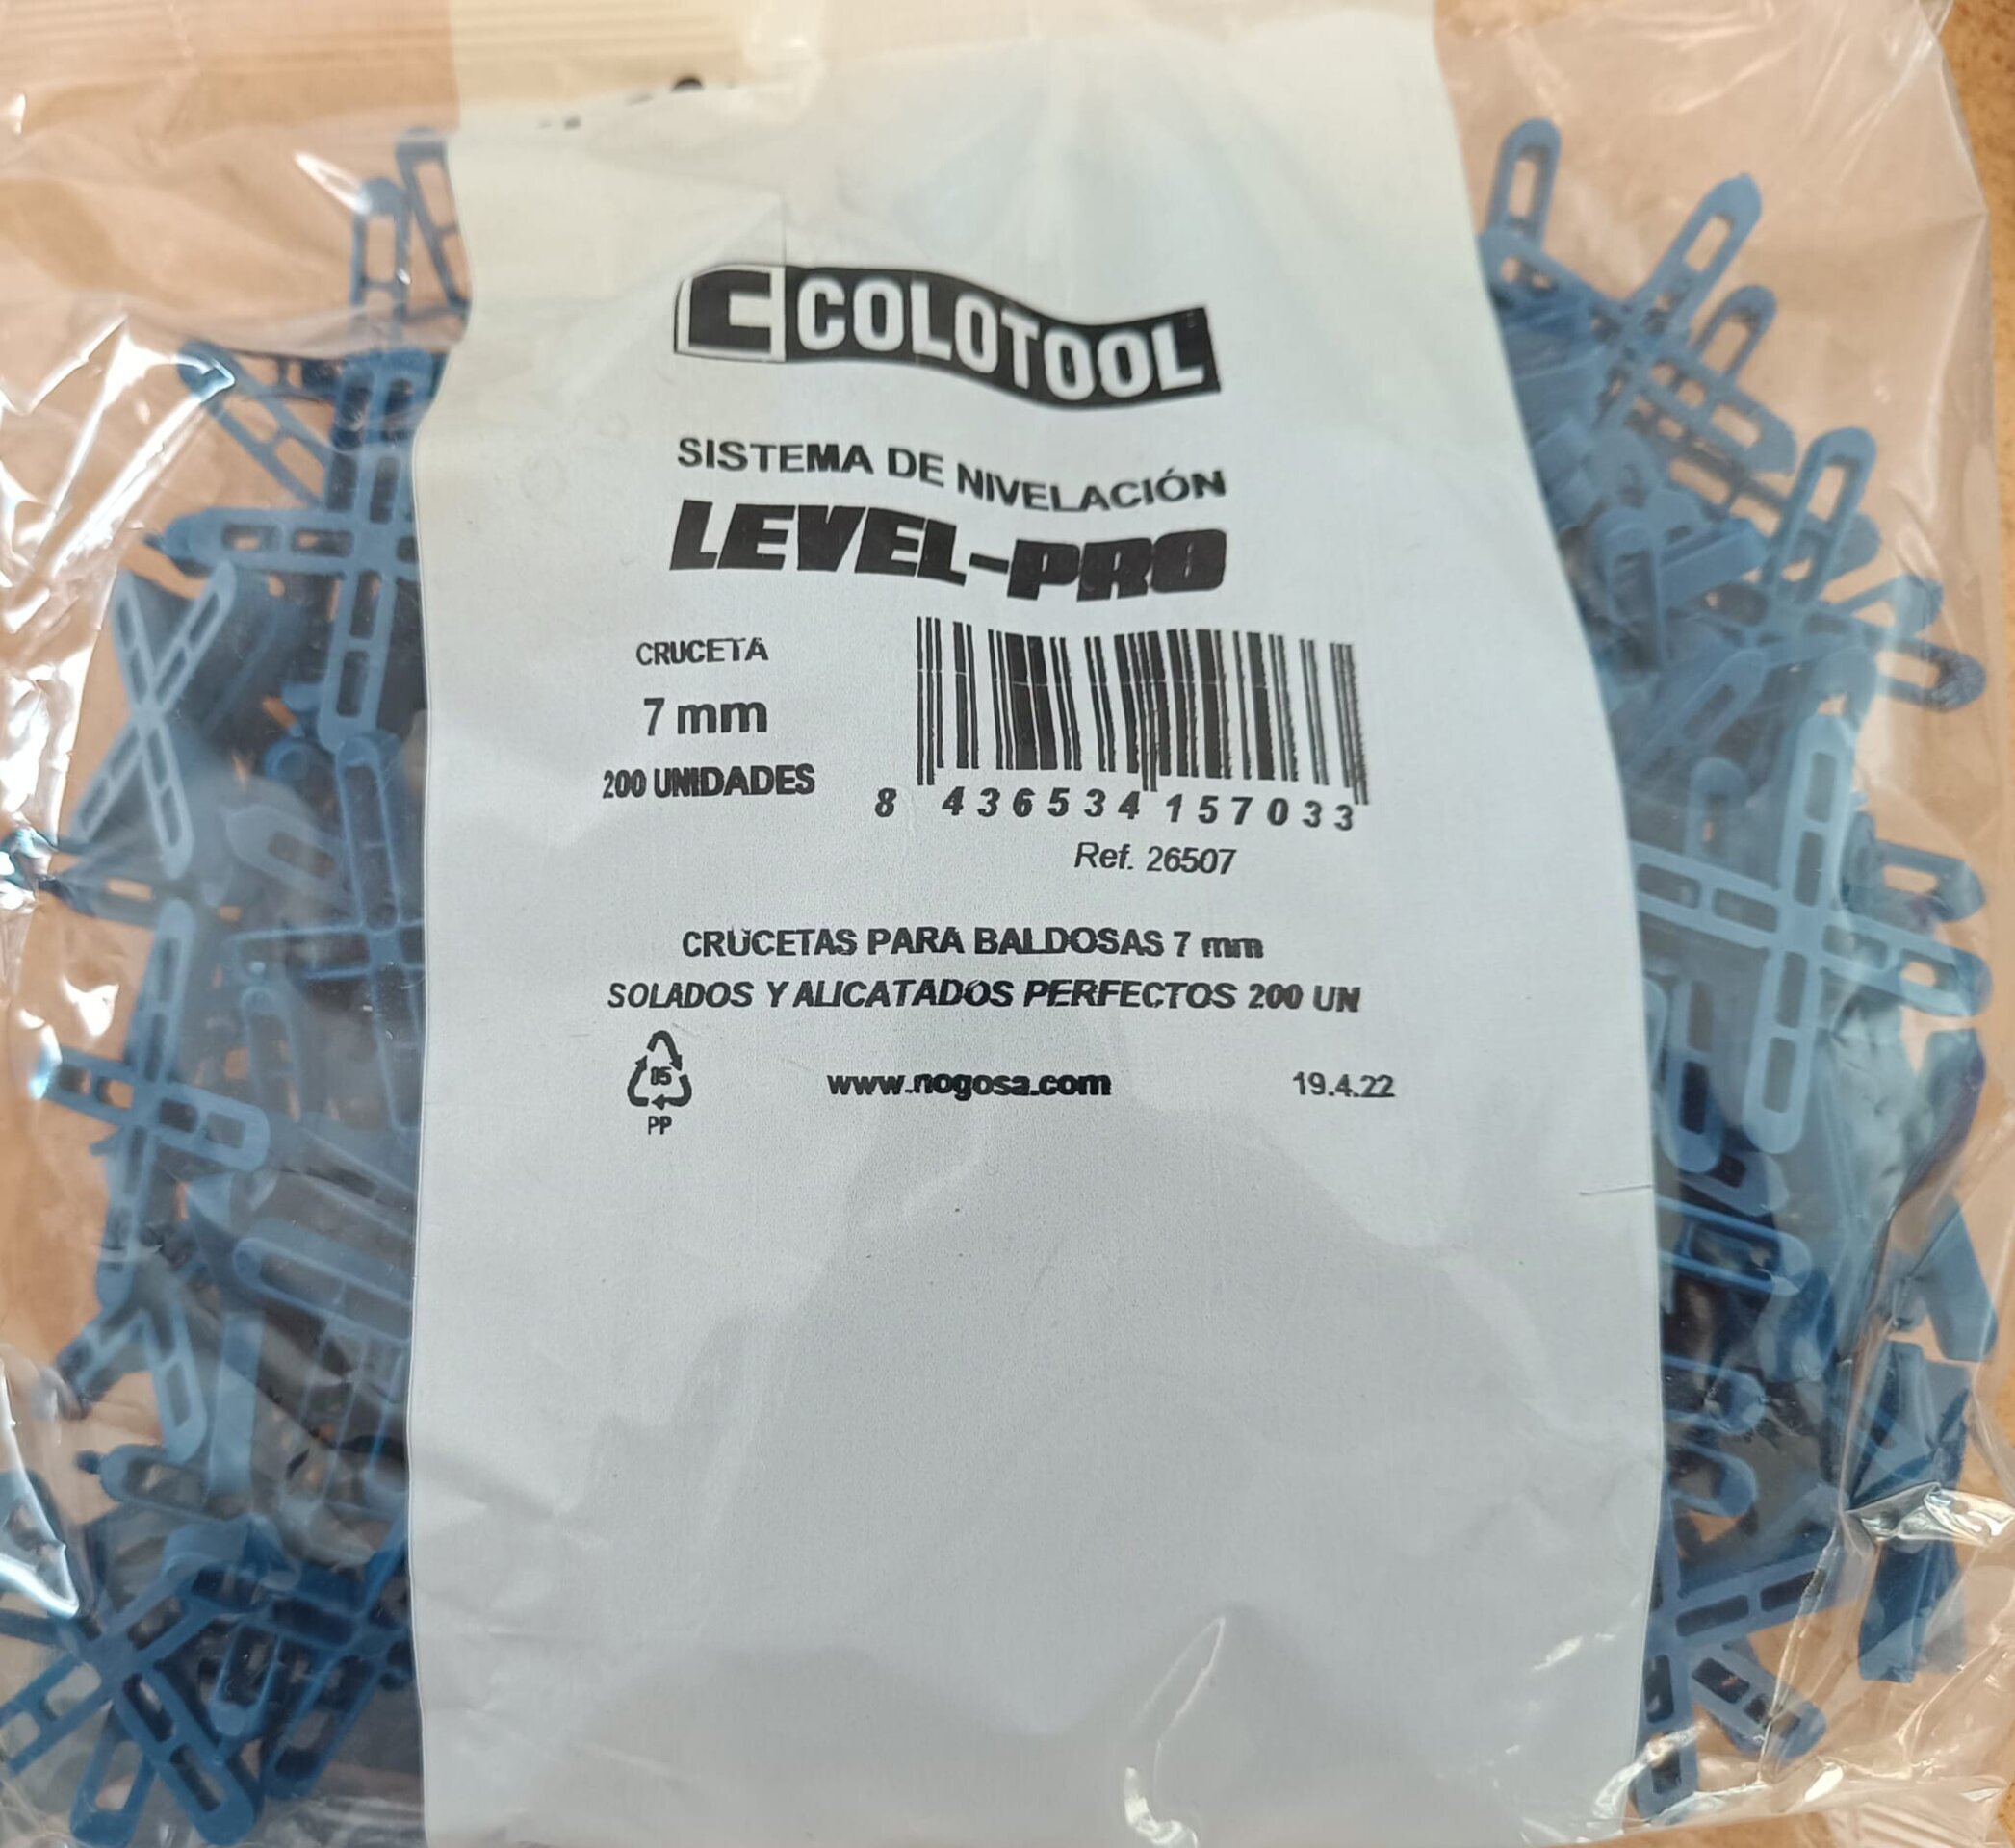 C COLOTOOL
SISTEMA DE NIVELACIÓN
LEVEL-PRO
CRUCETA
7 mm
200 UNIDADES
8 436534 157033
Ref. 26507
CRUCETAS PARA BALDOSAS 7 mm
SOLADOS Y ALICATADOS PERFECTOS 200 UN
05
PP
www.nogosa.com
19.4.22